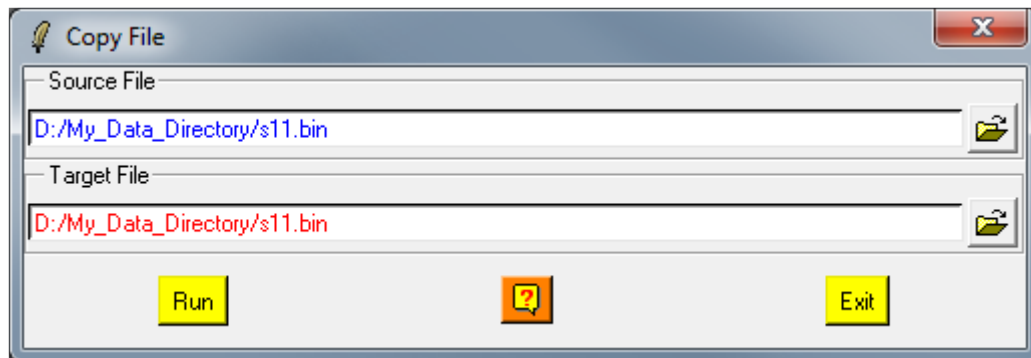 Copy File
Source File
D:/My_Data_Directory/s11.bin
Target File
D:/My_Data_Directory/s11.bin
Run ? Exit